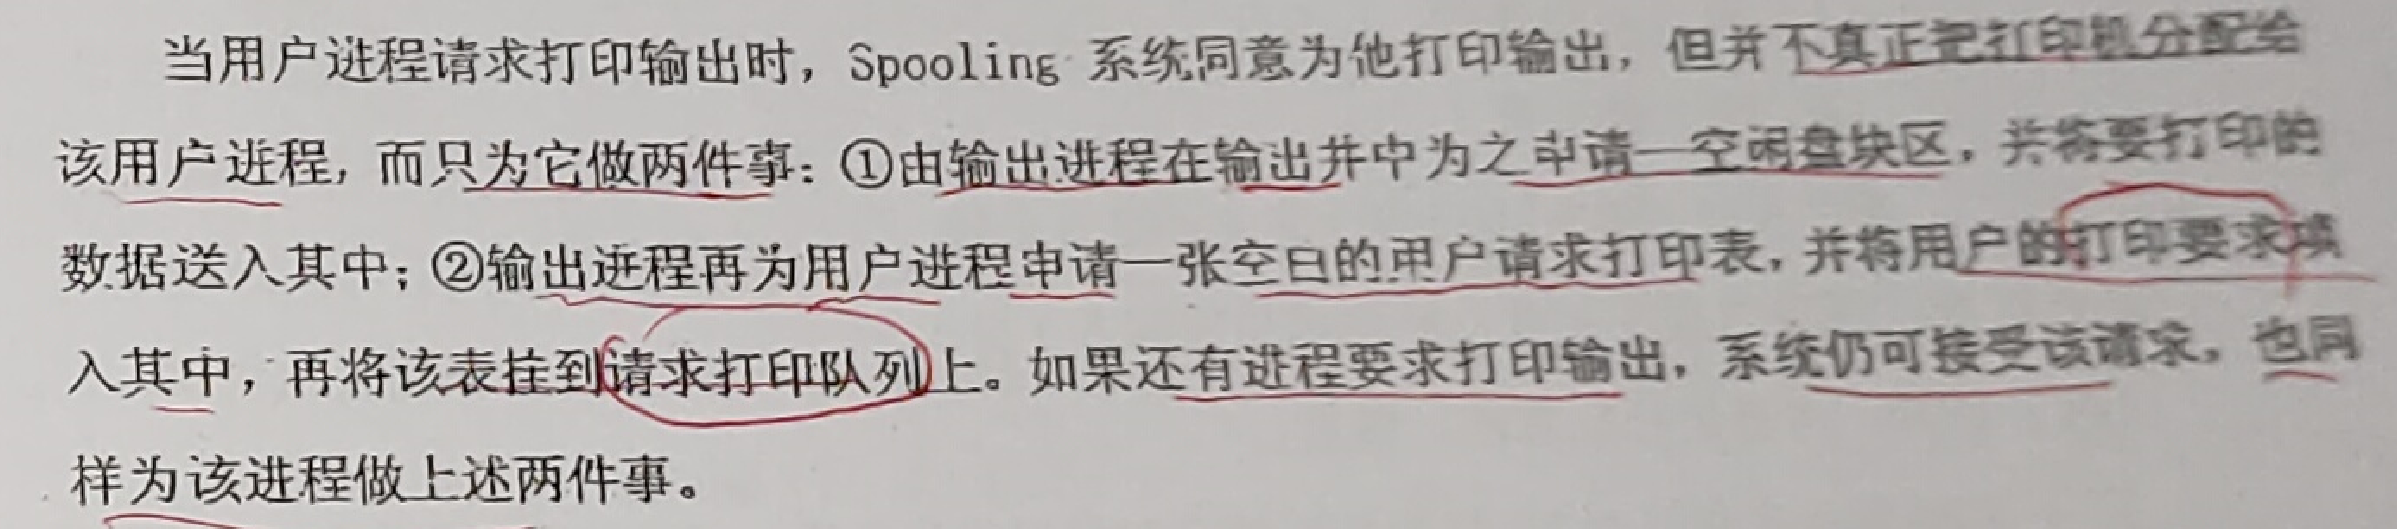 当用户进程请求打印输出时，Spooling 系统同意为他打印输出，但并不真正把打印机分配给
该用户进程，而只为它做两件事：①由输出进程在输出井中为之申请一空闲盘块区，并将要打印的
数据送入其中；②输出进程再为用户进程申请一张空白的用户请求打印表，并将用户的打印要求填
入其中，再将该表挂到请求打印队列上。如果还有进程要求打印输出，系统仍可接受该请求，也同
样为该进程做上述两件事。